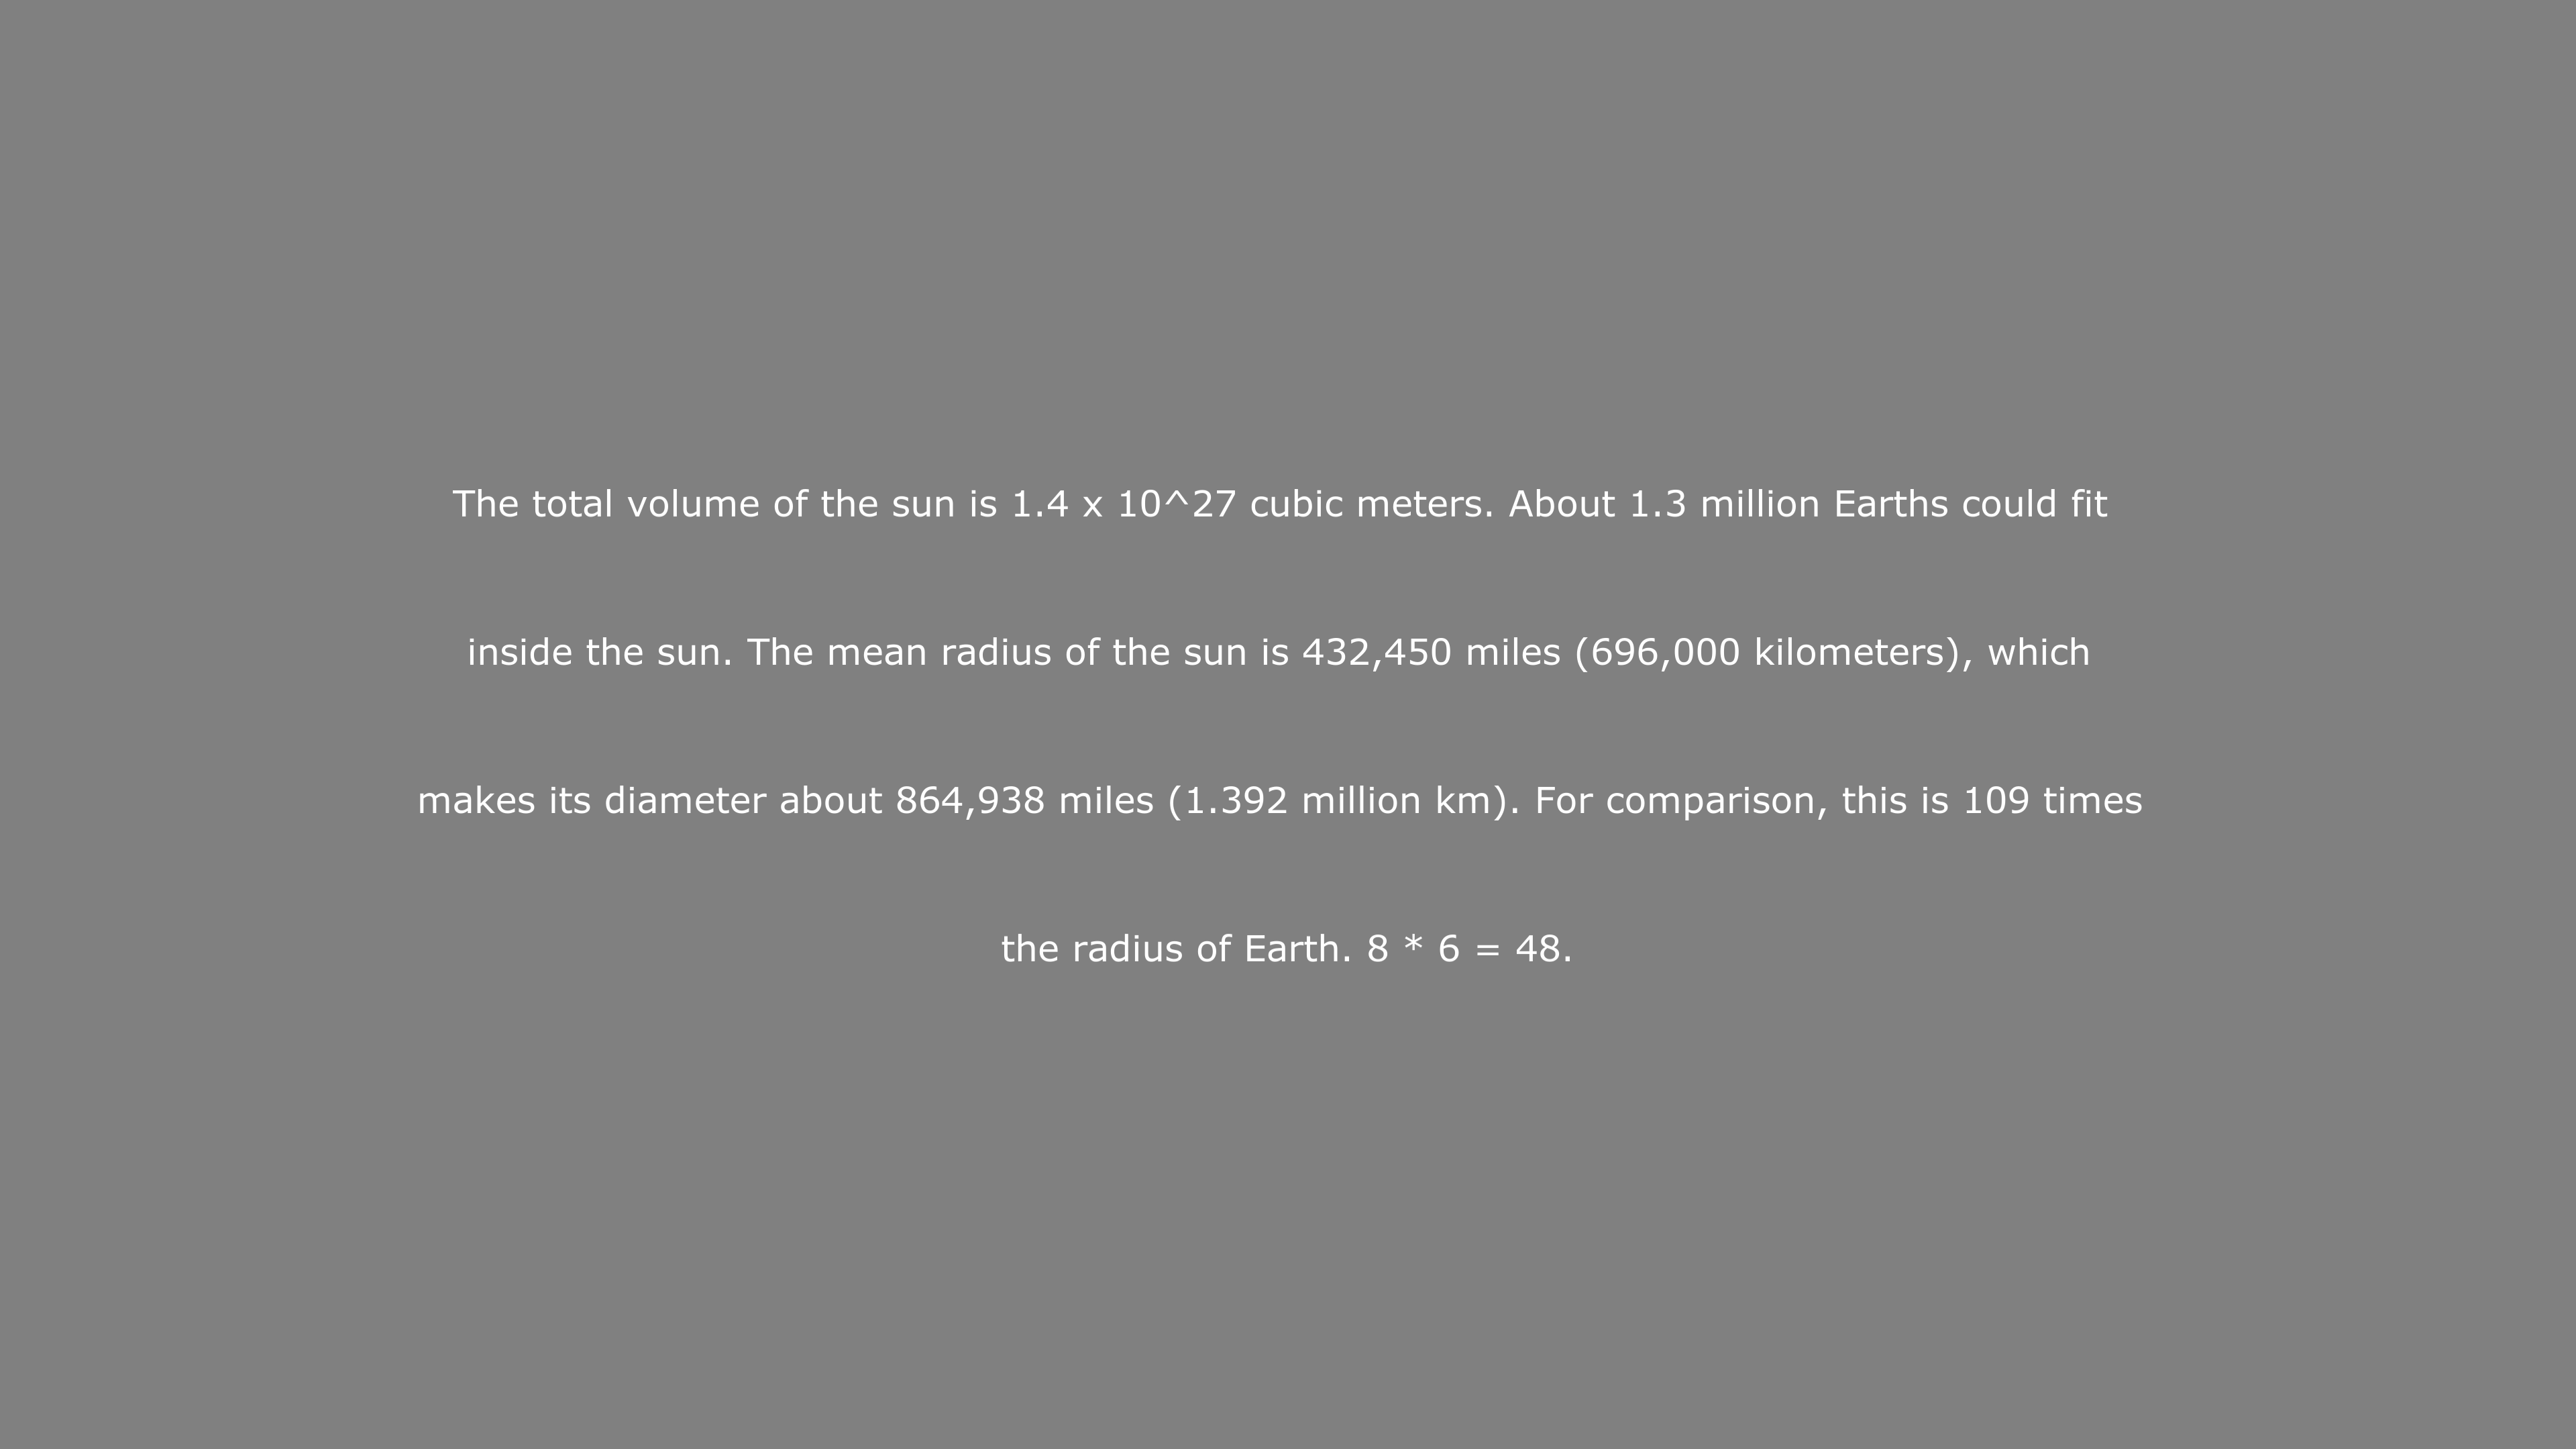 The total volume of the sun is 1.4 x 10^27 cubic meters. About 1.3 million Earths could fit
inside the sun. The mean radius of the sun is 432,450 miles (696,000 kilometers), which
makes its diameter about 864,938 miles (1.392 million km). For comparison, this is 109 times
the radius of Earth. 8 * 6 = 48.